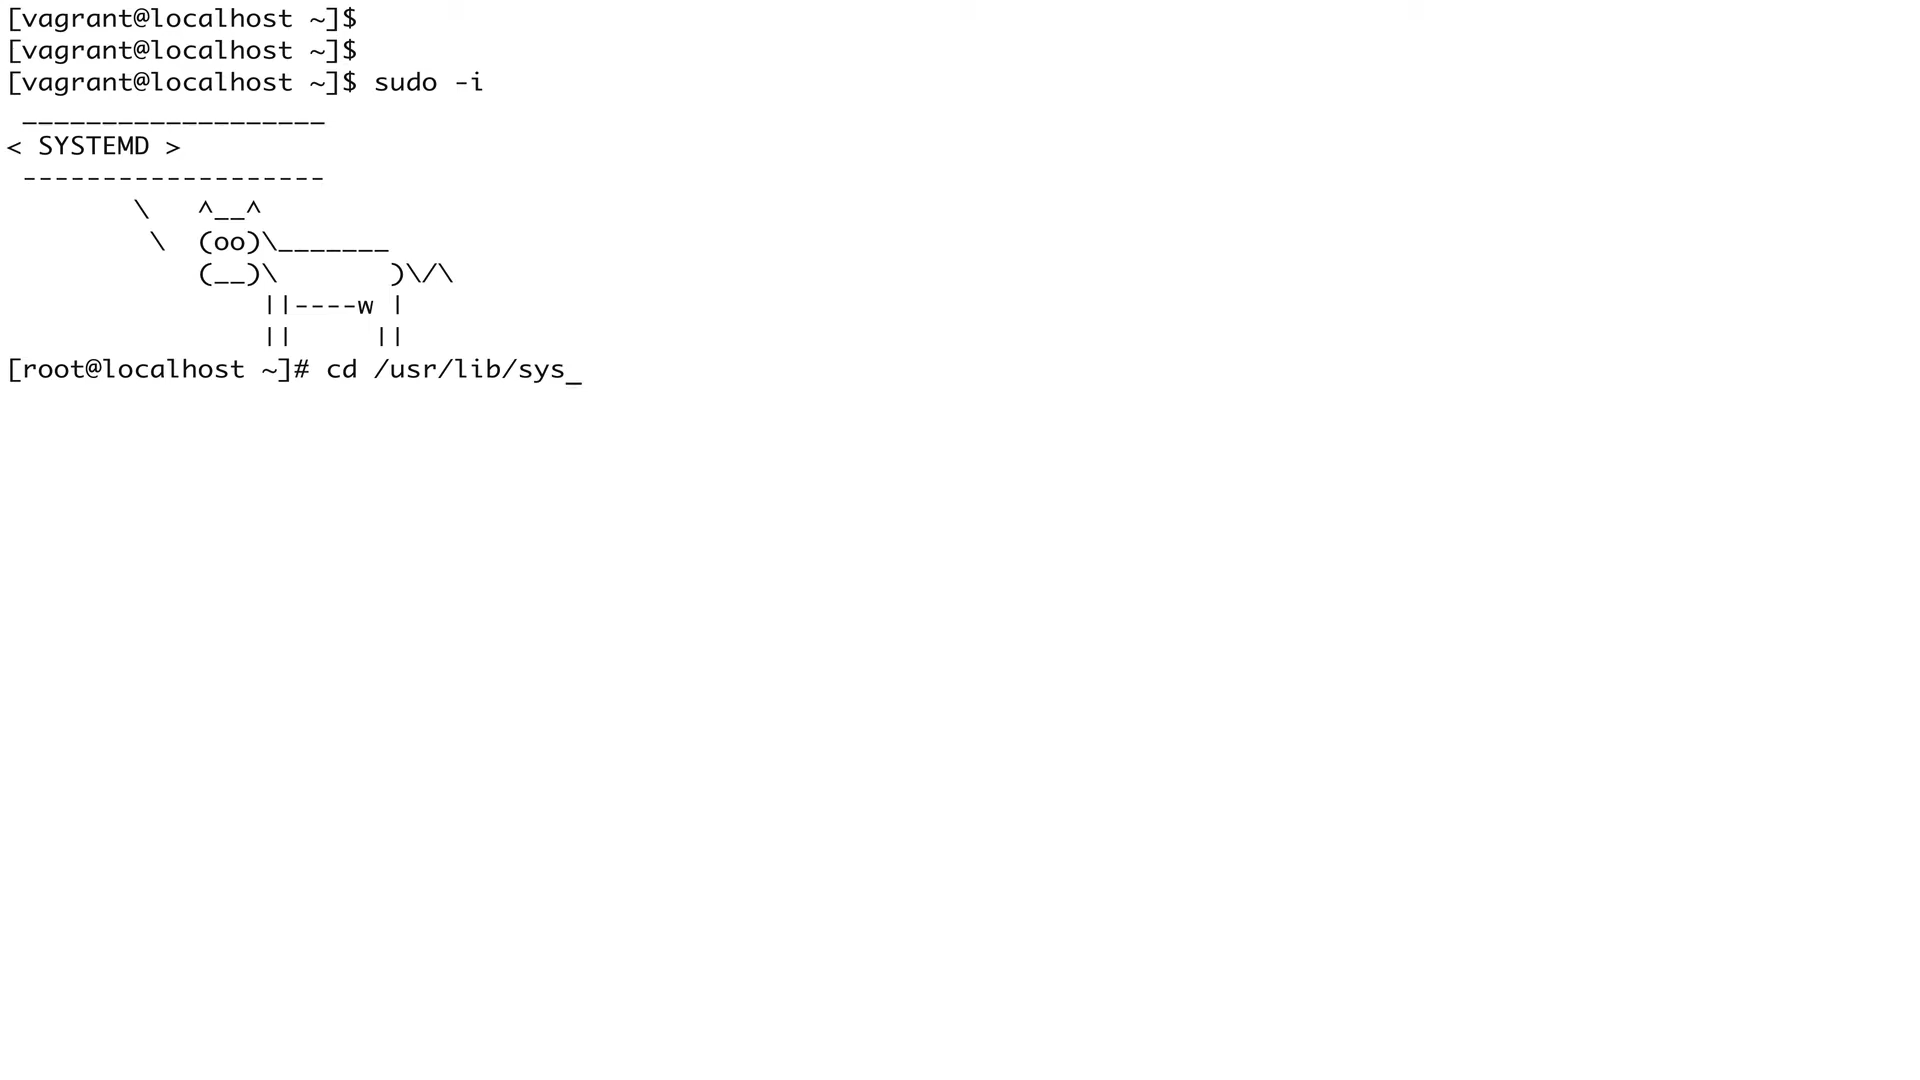 [vagrant@localhost ~]$
[vagrant@localhost ~]$
[vagrant@localhost ~]$ sudo -i
 ___________________
< SYSTEMD >
 -------------------
        \   ^__^
         \  (oo)\_______
            (__)\       )\/\
                ||----w |
                ||     ||
[root@localhost ~]# cd /usr/lib/sys_